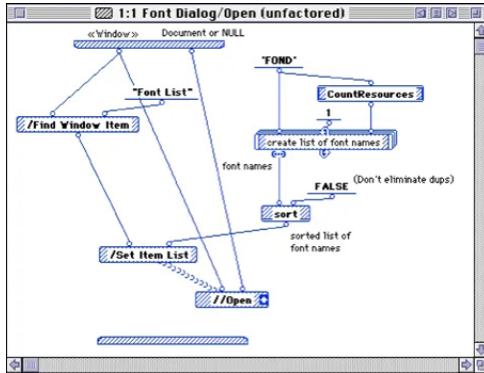 1:1 Font Dialog/Open (unfactored)
«Window»
Document or NULL
"FOND"
"Font List"
CountResources
/Find Window Item
1
create list of font names
font names
(Don't eliminate dups)
FALSE
sort
sorted list of
font names
/Set Item List
//Open